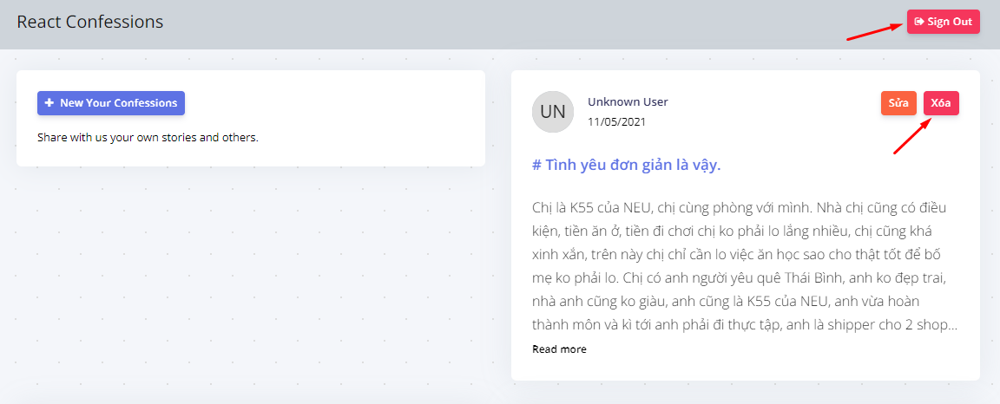 React Confessions
Sign Out
New Your Confessions
Share with us your own stories and others.
UN
Unknown User
11/05/2021
Sửa
Xóa
# Tình yêu đơn giản là vậy.
Chị là K55 của NEU, chị cùng phòng với mình. Nhà chị cũng có điều
kiện, tiền ăn ở, tiền đi chơi chị ko phải lo lắng nhiều, chị cũng khá
xinh xắn, trên này chị chỉ cần lo việc ăn học sao cho thật tốt để bố
mẹ ko phải lo. Chị có anh người yêu quê Thái Bình, anh ko đẹp trai,
nhà anh cũng ko giàu, anh cũng là K55 của NEU, anh vừa hoàn
thành môn và kì tới anh phải đi thực tập, anh là shipper cho 2 shop...
Read more